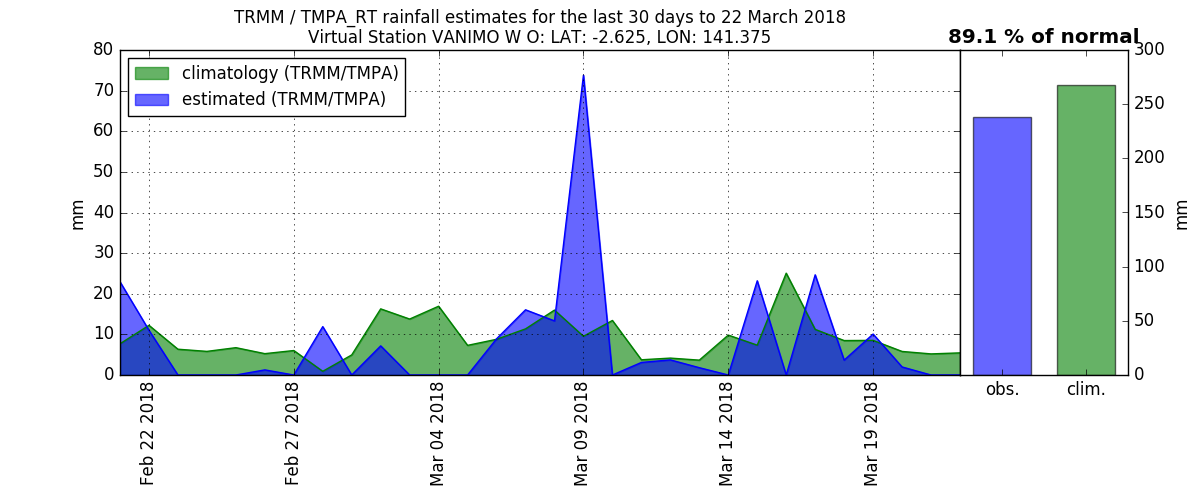 TRMM / TMPA_RT rainfall estimates for the last 30 days to 22 March 2018
Virtual Station VANIMO W O: LAT: -2.625, LON: 141.375
89.1 % of normal
climatology (TRMM/TMPA)
estimated (TRMM/TMPA)
80
70
60
50
40
30
20
10
0
mm
Feb 22 2018
Feb 27 2018
Mar 04 2018
Mar 09 2018
Mar 14 2018
Mar 19 2018
300
250
200
150
100
50
0
mm
obs.
clim.